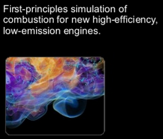 First-principles simulation of
combustion for new high-efficiency,
low-emission engines.